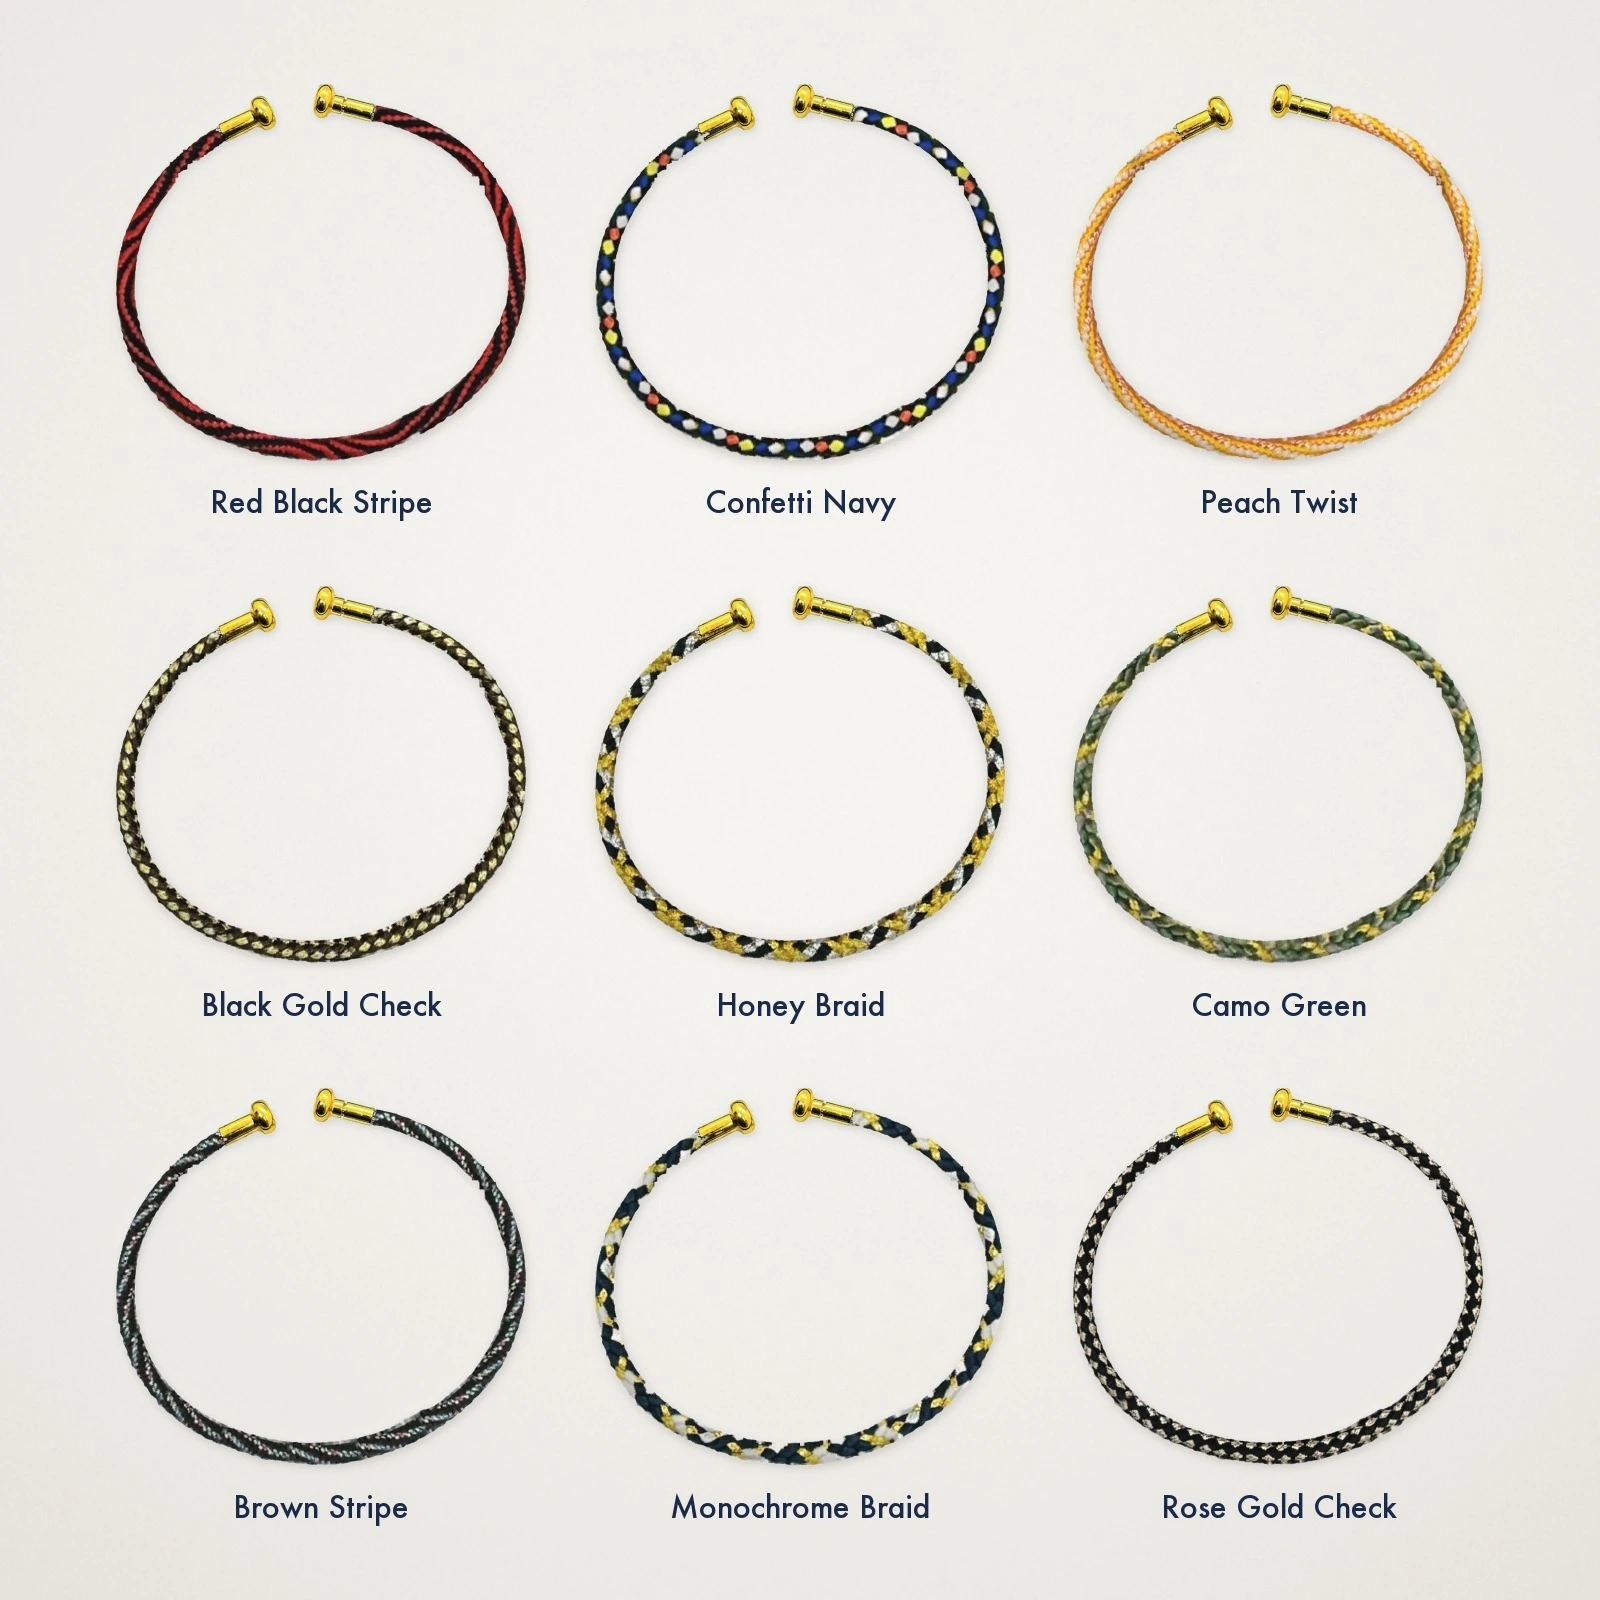 Red Black Stripe
Confetti Navy
Peach Twist
Black Gold Check
Honey Braid
Camo Green
Brown Stripe
Monochrome Braid
Rose Gold Check